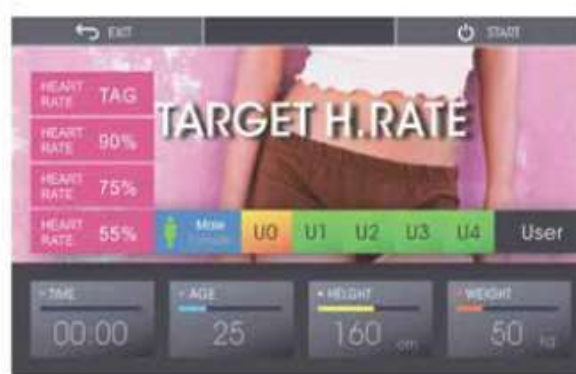 EXIT START
HEART RATE TAG
TARGET H.RATE
HEART RATE 90%
HEART RATE 75%
HEART RATE 55%
Male
Female
U0 U1 U2 U3 U4 User
TIME AGE HEIGHT WEIGHT
00:00 25 160 cm 50 kg